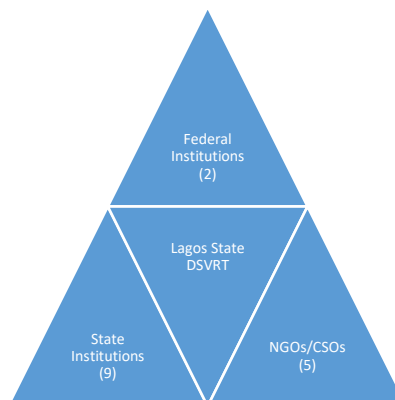 Federal
Institutions
(2)
Lagos State
DSVRT
State
Institutions
(9)
NGOs/CSOs
(5)